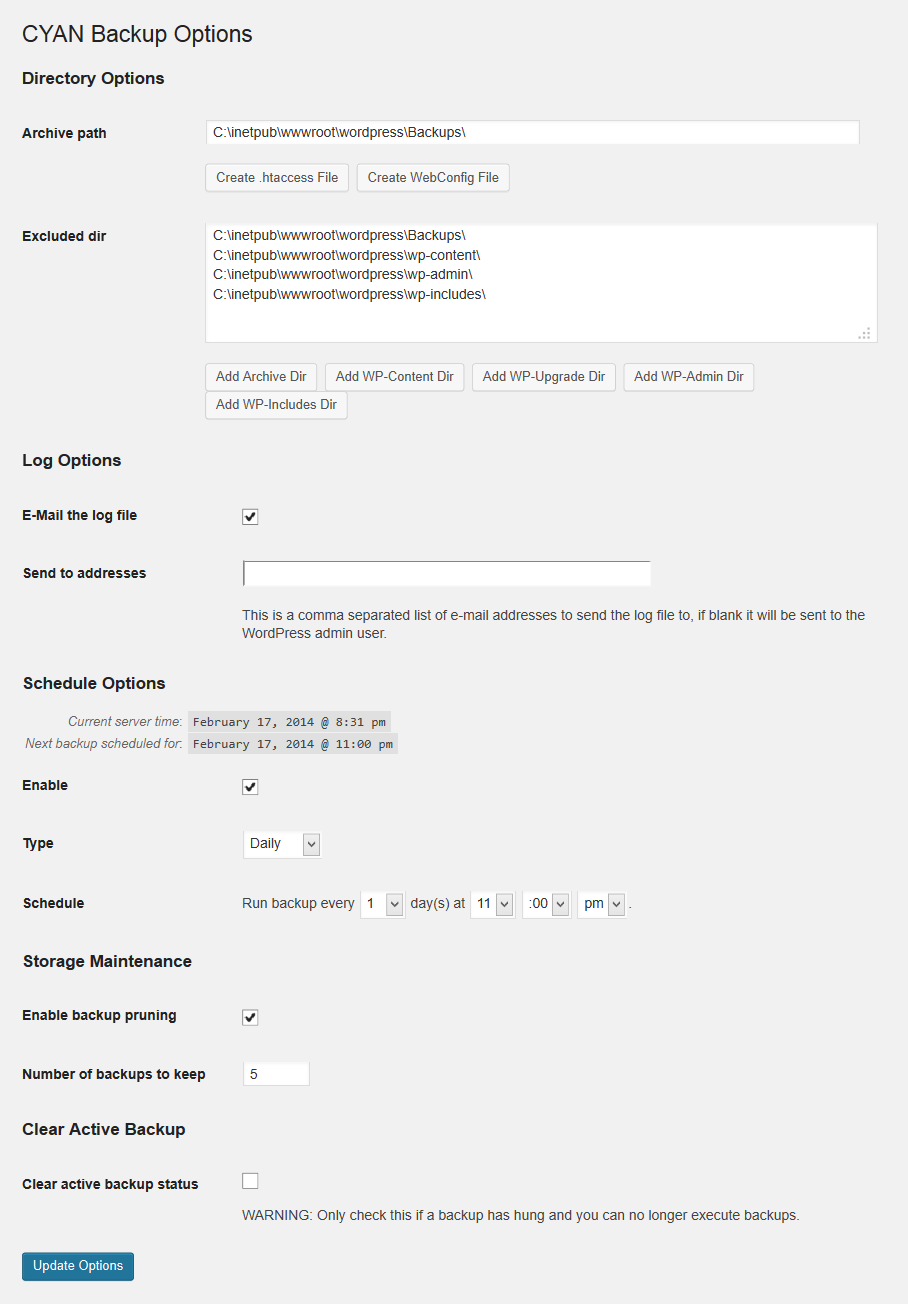 CYAN Backup Options
Directory Options
Archive path
C:\inetpub\wwwroot\wordpress\Backups\
Create .htaccess File
Create WebConfig File
Excluded dir
C:\inetpub\wwwroot\wordpress\Backups\
C:\inetpub\wwwroot\wordpress\wp-content\
C:\inetpub\wwwroot\wordpress\wp-admin\
C:\inetpub\wwwroot\wordpress\wp-includes\
Add Archive Dir
Add WP-Content Dir
Add WP-Upgrade Dir
Add WP-Admin Dir
Add WP-Includes Dir
Log Options
E-Mail the log file
Send to addresses
This is a comma separated list of e-mail addresses to send the log file to, if blank it will be sent to the
WordPress admin user.
Schedule Options
Current server time: February 17, 2014 @ 8:31 pm
Next backup scheduled for: February 17, 2014 @ 11:00 pm
Enable
Type
Daily
Schedule
Run backup every 1 day(s) at 11 :00 pm .
Storage Maintenance
Enable backup pruning
Number of backups to keep
5
Clear Active Backup
Clear active backup status
WARNING: Only check this if a backup has hung and you can no longer execute backups.
Update Options